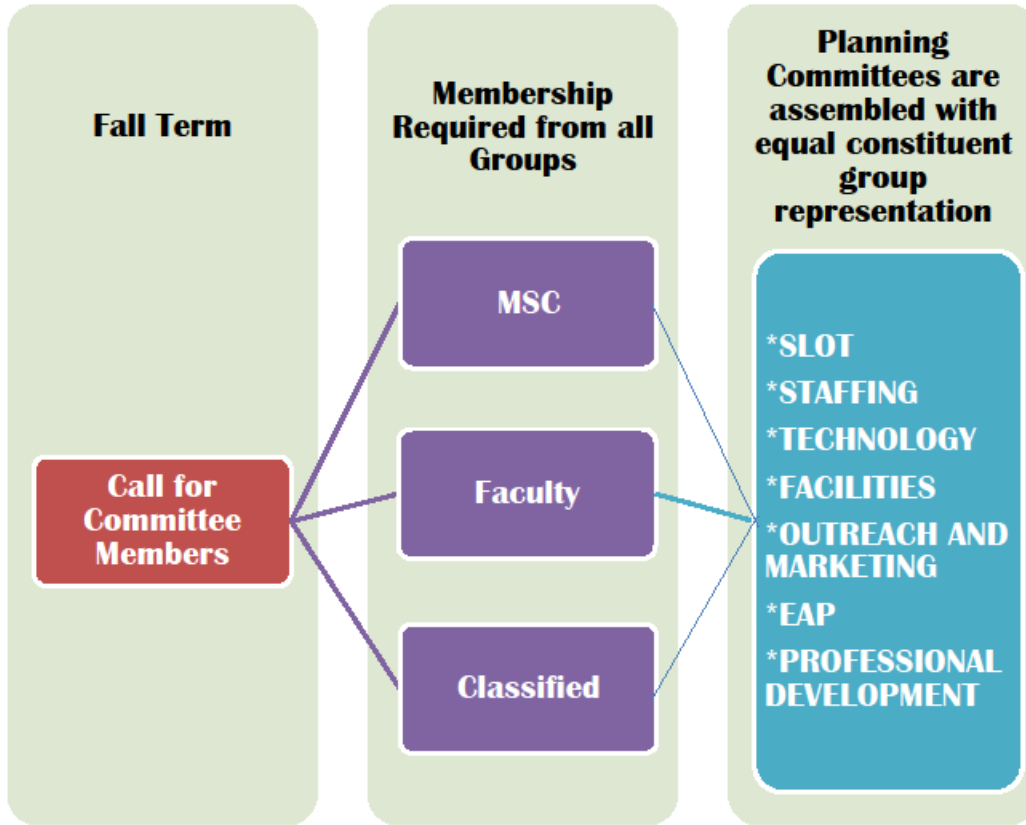 Fall Term
Membership
Required from all
Groups
Planning
Committees are
assembled with
equal constituent
group
representation
Call for
Committee
Members
MSC
Faculty
Classified
*SLOT
*STAFFING
*TECHNOLOGY
*FACILITIES
*OUTREACH AND
MARKETING
*EAP
*PROFESSIONAL
DEVELOPMENT